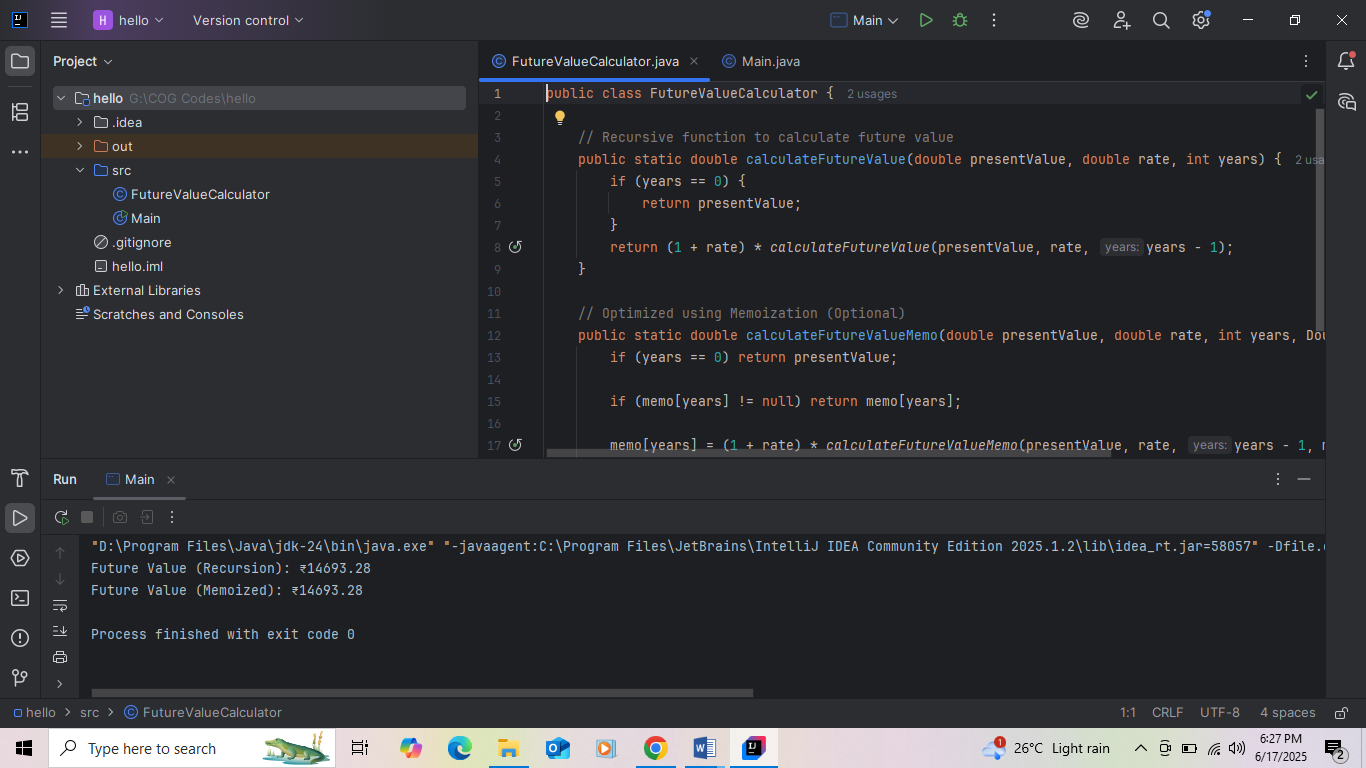 H hello Version control Main
Project
FutureValueCalculator.java Main.java
hello G:\COG Codes\hello
.idea
out
src
FutureValueCalculator
Main
.gitignore
hello.iml
External Libraries
Scratches and Consoles
1 public class FutureValueCalculator { 2 usages
2
3 // Recursive function to calculate future value
4 public static double calculateFutureValue(double presentValue, double rate, int years) { 2 usa
5 if (years == 0) {
6 return presentValue;
7 }
8 return (1 + rate) * calculateFutureValue(presentValue, rate, years: years - 1);
9 }
10
11 // Optimized using Memoization (Optional)
12 public static double calculateFutureValueMemo(double presentValue, double rate, int years, Dou
13 if (years == 0) return presentValue;
14
15 if (memo[years] != null) return memo[years];
16
17 memo[years] = (1 + rate) * calculateFutureValueMemo(presentValue, rate, years: years - 1, m
Run Main
"D:\Program Files\Java\jdk-24\bin\java.exe" "-javaagent:C:\Program Files\JetBrains\IntelliJ IDEA Community Edition 2025.1.2\lib\idea_rt.jar=58057" -Dfile.e
Future Value (Recursion): ₹14693.28
Future Value (Memoized): ₹14693.28
Process finished with exit code 0
hello > src > FutureValueCalculator 1:1 CRLF UTF-8 4 spaces
Type here to search
1 26°C Light rain
6:27 PM
6/17/2025
2